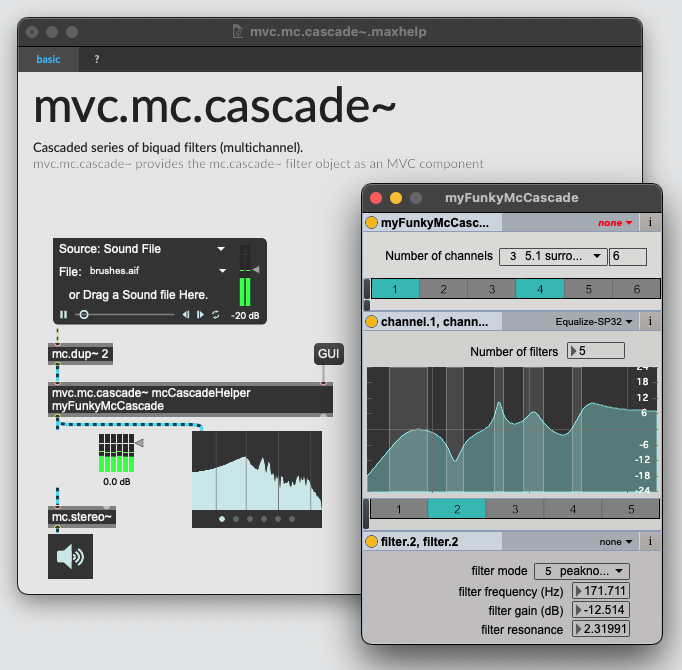 mvc.mc.cascade~.maxhelp
basic
?
mvc.mc.cascade~
Cascaded series of biquad filters (multichannel).
mvc.mc.cascade~ provides the mc.cascade~ filter object as an MVC component
Source: Sound File
File: brushes.aif
or Drag a Sound file Here.
-20 dB
mc.dup~ 2
GUI
mvc.mc.cascade~ mcCascadeHelper
myFunkyMcCascade
0.0 dB
mc.stereo~
myFunkyMcCascade
myFunkyMcCasc... none i
Number of channels 3 5.1 surro... 6
1 2 3 4 5 6
channel.1, chann... Equalize-SP32 i
Number of filters 5
24
18
12
6
-6
-12
-18
-24
1 2 3 4 5
filter.2, filter.2 none i
filter mode 5 peakno...
filter frequency (Hz) 171.711
filter gain (dB) -12.514
filter resonance 2.31991